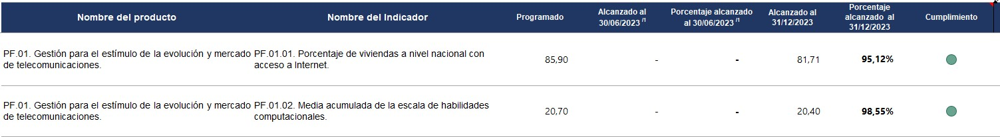 Nombre del producto
Nombre del Indicador
Programado
Alcanzado al
30/06/2023 /1
Porcentaje alcanzado
al 30/06/2023 /1
Alcanzado al
31/12/2023
Porcentaje
alcanzado al
31/12/2023
Cumplimiento
PF.01. Gestión para el estímulo de la evolución y mercado
de telecomunicaciones.
PF.01.01. Porcentaje de viviendas a nivel nacional con
acceso a Internet.
85,90
-
-
81,71
95,12%
PF.01. Gestión para el estímulo de la evolución y mercado
de telecomunicaciones.
PF.01.02. Media acumulada de la escala de habilidades
computacionales.
20,70
-
-
20,40
98,55%